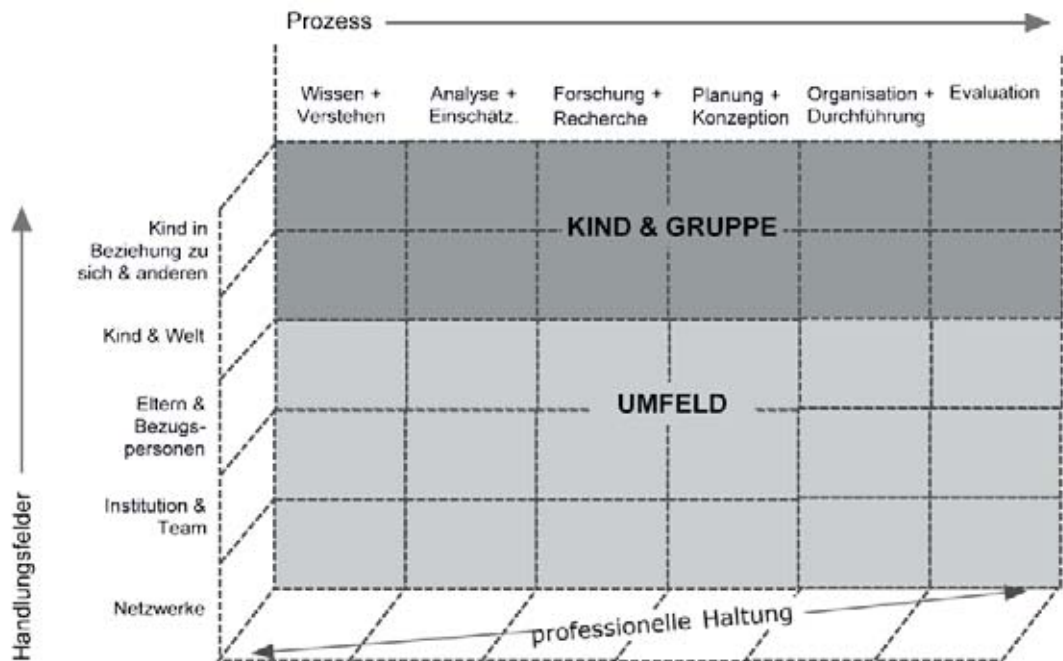 Prozess
Wissen +
Verstehen
Analyse +
Einschätz.
Forschung +
Recherche
Planung +
Konzeption
Organisation +
Durchführung
Evaluation
KIND & GRUPPE
Kind in
Beziehung zu
sich & anderen
Kind & Welt
UMFELD
Eltern &
Bezugs-
personen
Institution &
Team
Netzwerke
Handlungsfelder
professionelle Haltung